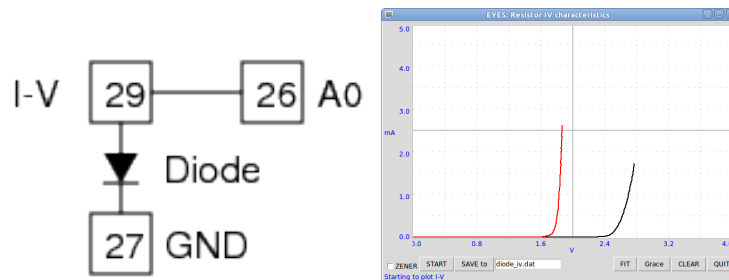 I-V 29 26 A0
Diode
27 GND
EYES: Resistor IV characteristics
5.0
4.0
3.0
mA
2.0
1.0
0.0
0.0 0.8 1.6 2.4 3.2 4.
V
ZENER START SAVE to diode_iv.dat FIT Grace CLEAR QUIT
Starting to plot I-V